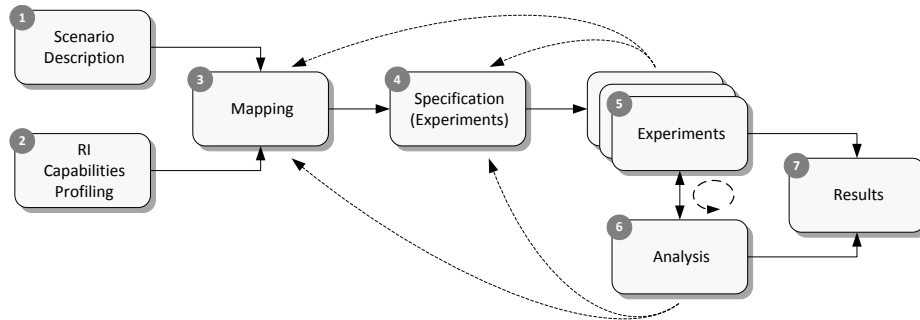 1
Scenario
Description
2
RI
Capabilities
Profiling
3
Mapping
4
Specification
(Experiments)
5
Experiments
6
Analysis
7
Results